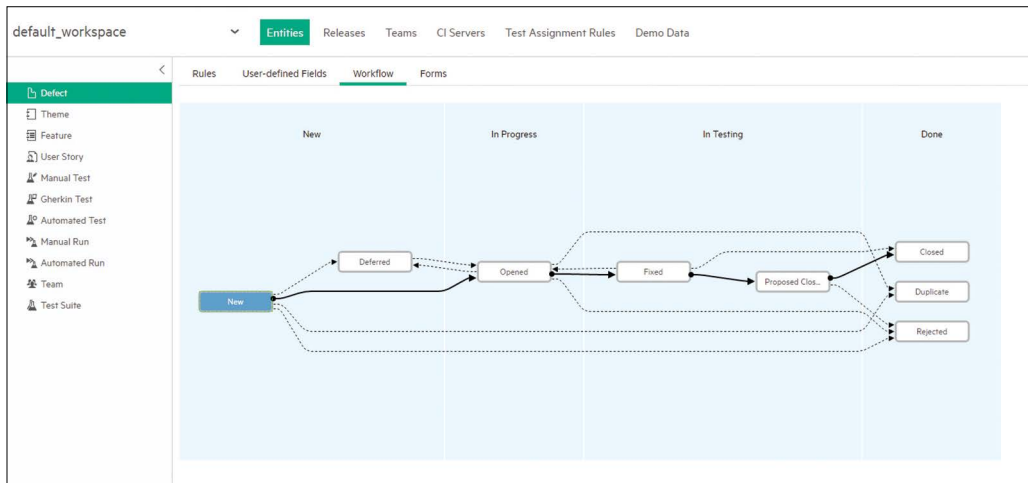 default_workspace
Entities
Releases
Teams
CI Servers
Test Assignment Rules
Demo Data
Rules
User-defined Fields
Workflow
Forms
Defect
Theme
Feature
User Story
Manual Test
Gherkin Test
Automated Test
Manual Run
Automated Run
Team
Test Suite
New
In Progress
In Testing
Done
Deferred
Opened
Fixed
Closed
New
Proposed Clos...
Duplicate
Rejected